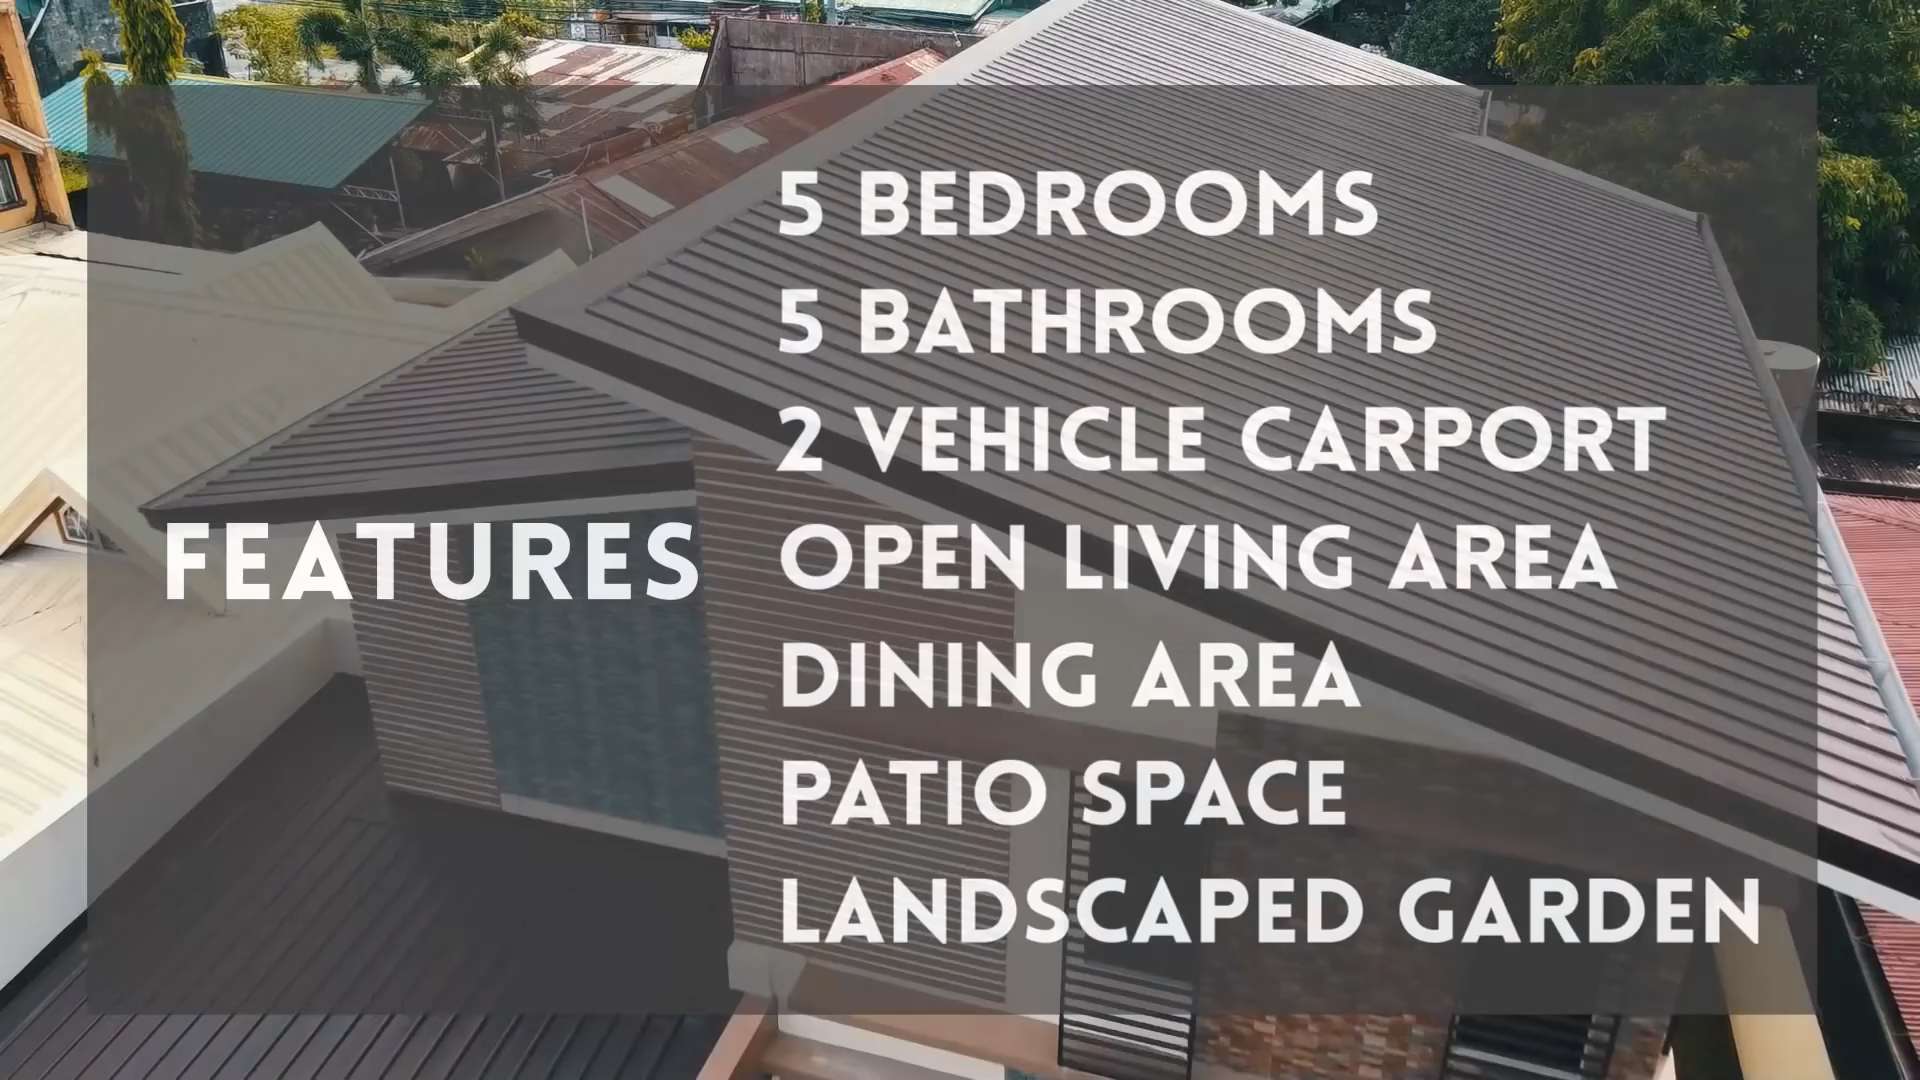 FEATURES
5 BEDROOMS
5 BATHROOMS
2 VEHICLE CARPORT
OPEN LIVING AREA
DINING AREA
PATIO SPACE
LANDSCAPED GARDEN